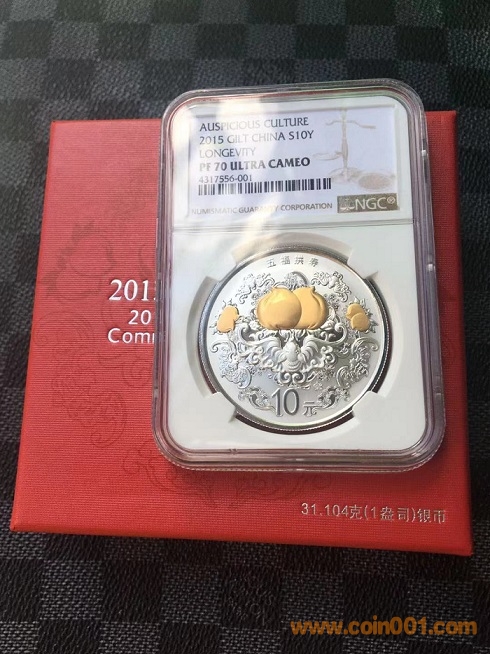 AUSPICIOUS CULTURE
2015 GILT CHINA S10Y
LONGEVITY
PF 70 ULTRA CAMEO
4317556-001
NUMISMATIC GUARANTY CORPORATION
NGC®
201
20
Comm
五福拱寿
10元
31.104克(1盎司)银币
www.coin001.com